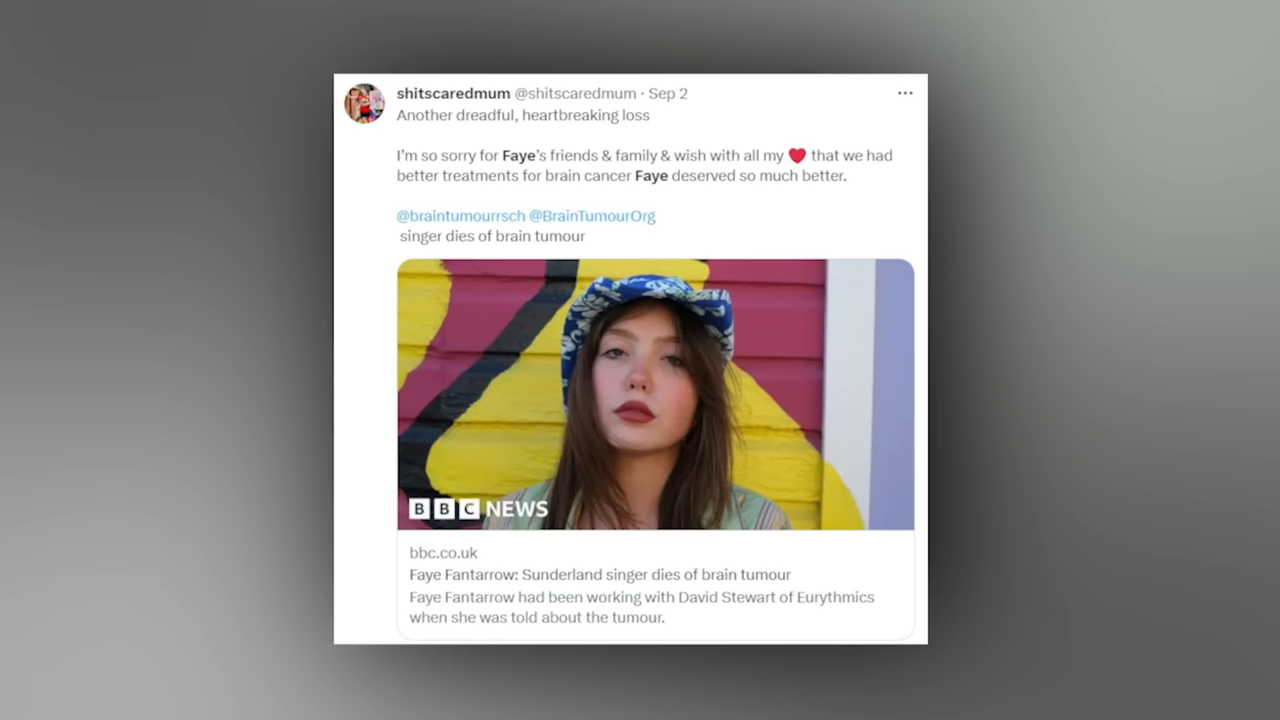 shitscaredmum @shitscaredmum · Sep 2
Another dreadful, heartbreaking loss
I'm so sorry for Faye's friends & family & wish with all my ❤️ that we had
better treatments for brain cancer Faye deserved so much better.
@braintumourrsch @BrainTumourOrg
singer dies of brain tumour
BBC NEWS
bbc.co.uk
Faye Fantarrow: Sunderland singer dies of brain tumour
Faye Fantarrow had been working with David Stewart of Eurythmics
when she was told about the tumour.